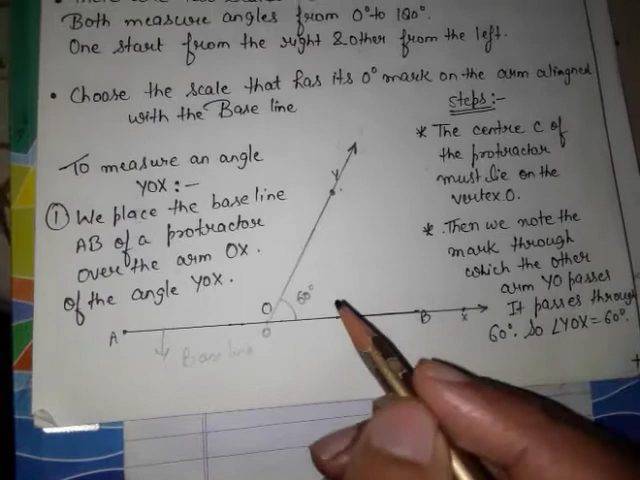 Both measure angles from 0° to 180°.
One start from the right & other from the left.
• Choose the scale that has its 0° mark on the arm alingned
with the Base line
To measure an angle
YOX :-
① We place the base line
AB of a protractor
over the arm OX.
of the angle YOX.
steps:-
* The centre C of
the protractor
must lie on the
vertex O.
* Then we note the
mark through
which the other
arm YO passes
It passes through
60°. So ∠YOX = 60°.
Y
O
60°
A
O
B
X
Base line